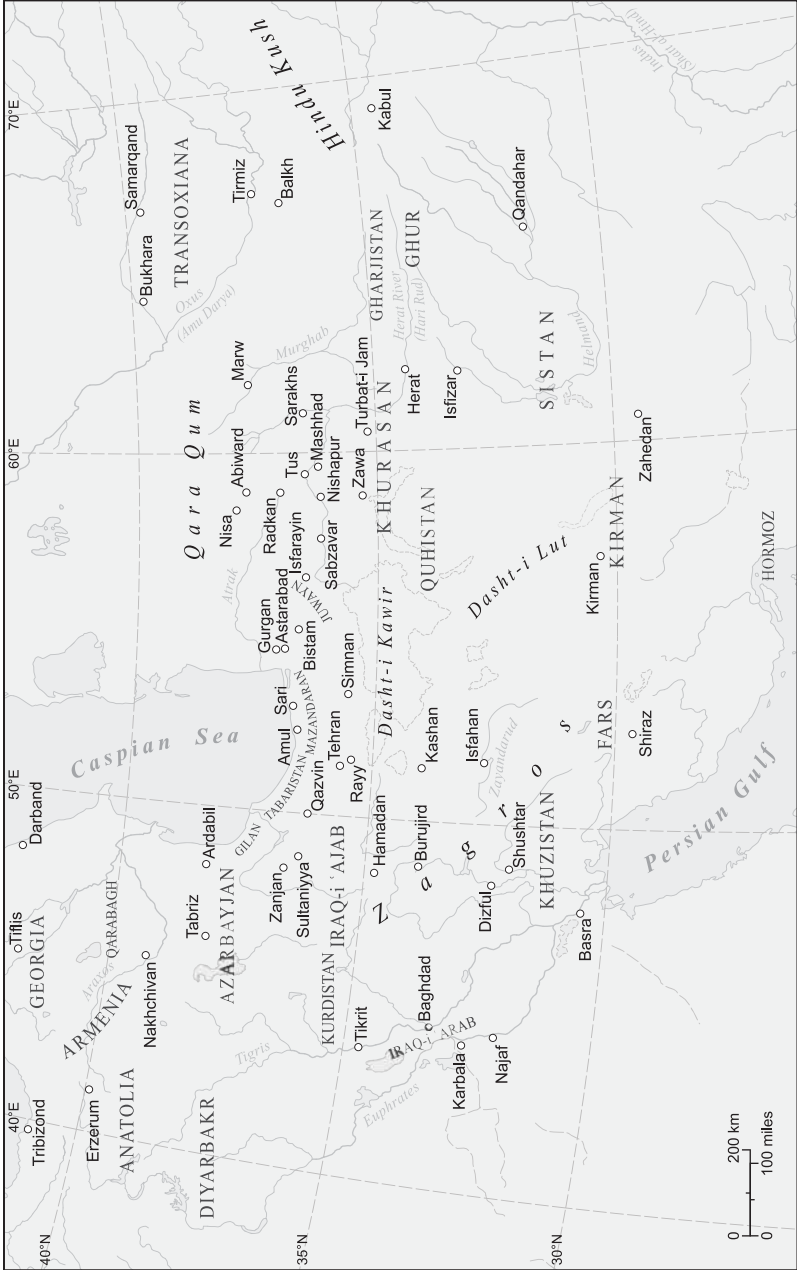 40°E
50°E
60°E
70°E
40°N
35°N
30°N
Tribizond
Tiflis
GEORGIA
Darband
Caspian Sea
Erzerum
ANATOLIA
ARMENIA
Araxos
QARABAGH
Nakhchivan
DIYARBAKR
Tigris
Tabriz
AZARBAYJAN
Ardabil
GILAN
Zanjan
Sultaniyya
TABARISTAN
Qazvin
Amul
MAZANDARAN
Sari
Tehran
Rayy
Simnan
Gurgan
Astarabad
Bistam
JUWAYN
Atrak
Qara Qum
Nisa
Abiward
Radkan
Isfarayin
Sabzavar
Tus
Mashhad
Nishapur
Sarakhs
Marw
Murghab
Zawa
Turbat-i Jam
KHURASAN
Bukhara
Samarqand
TRANSOXIANA
Oxus
(Amu Darya)
Tirmiz
Balkh
Hindu Kush
Kabul
GHARJISTAN
GHUR
Herat River
(Hari Rud)
Herat
Isfizar
Indus
(Shatt al-Hind)
KURDISTAN
IRAQ-i ʿAJAB
Hamadan
Tikrit
Euphrates
IRAQ-i ARAB
Baghdad
Karbala
Najaf
Zagros
Burujird
Dizful
Shushtar
KHUZISTAN
Basra
Kashan
Isfahan
Zayandarud
Dasht-i Kawir
QUHISTAN
Dasht-i Lut
SISTAN
Helmand
Qandahar
FARS
Shiraz
Kirman
KIRMAN
Zahedan
HORMOZ
Persian Gulf
0 200 km
0 100 miles